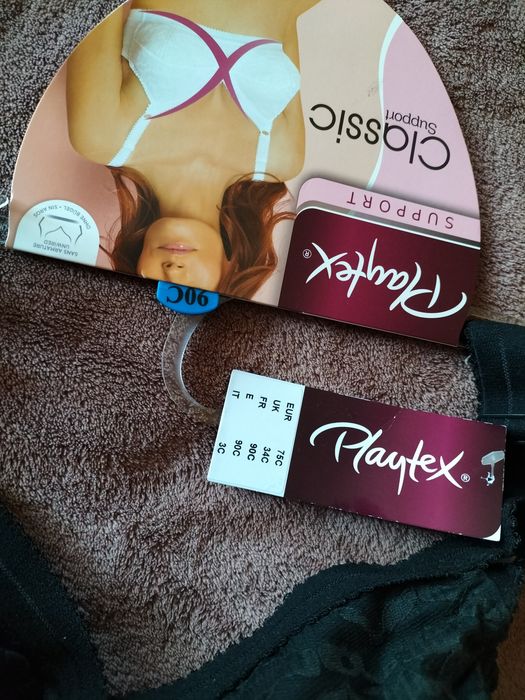 Playtex®
SUPPORT
Classic
Support
SANS ARMATURE
UNWIRED
OHNE BÜGEL • SIN AROS
90C
EUR 75C
UK 34C
FR 90C
E 90C
IT 3C
Playtex®